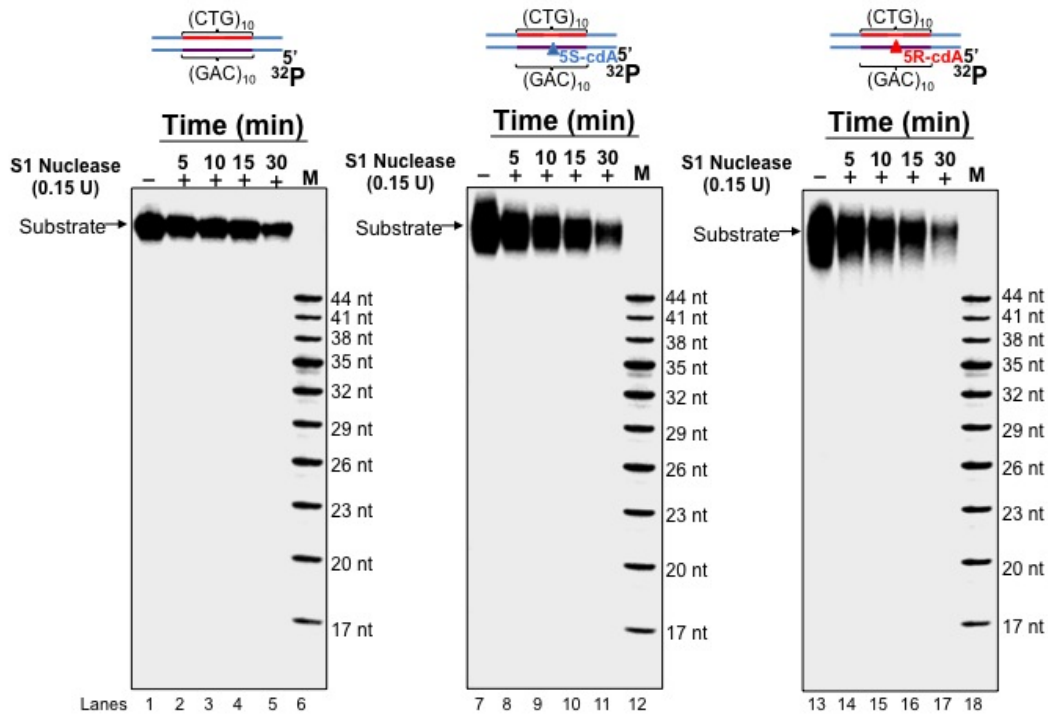 (CTG)10
5'
32P
(GAC)10
Time (min)
S1 Nuclease
(0.15 U)
5 10 15 30
– + + + + M
Substrate
44 nt
41 nt
38 nt
35 nt
32 nt
29 nt
26 nt
23 nt
20 nt
17 nt
Lanes 1 2 3 4 5 6
(CTG)10
5S-cdA5'
32P
(GAC)10
Time (min)
S1 Nuclease
(0.15 U)
5 10 15 30
– + + + + M
Substrate
44 nt
41 nt
38 nt
35 nt
32 nt
29 nt
26 nt
23 nt
20 nt
17 nt
7 8 9 10 11 12
(CTG)10
5R-cdA5'
32P
(GAC)10
Time (min)
S1 Nuclease
(0.15 U)
5 10 15 30
– + + + + M
Substrate
44 nt
41 nt
38 nt
35 nt
32 nt
29 nt
26 nt
23 nt
20 nt
17 nt
13 14 15 16 17 18